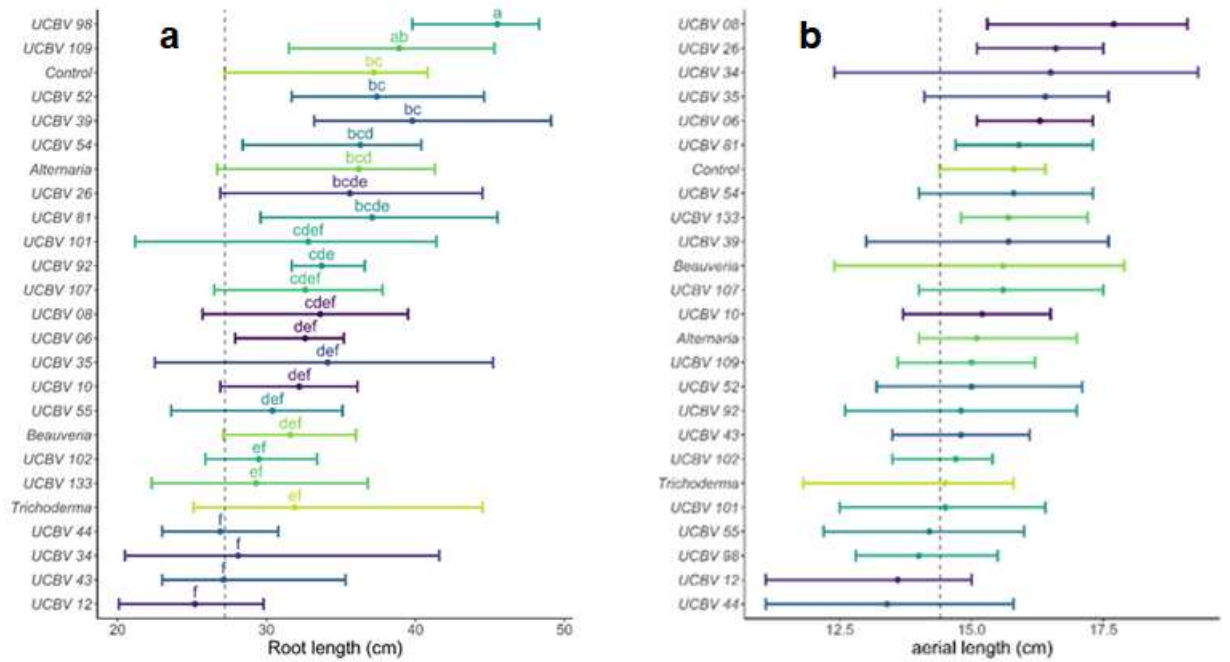 a
UCBV 98 a
UCBV 109 ab
Control bc
UCBV 52 bc
UCBV 39 bc
UCBV 54 bcd
Alternaria bcd
UCBV 26 bcde
UCBV 81 bcde
UCBV 101 cdef
UCBV 92 cde
UCBV 107 cdef
UCBV 08 cdef
UCBV 06 def
UCBV 35 def
UCBV 10 def
UCBV 55 def
Beauveria def
UCBV 102 ef
UCBV 133 ef
Trichoderma ef
UCBV 44 f
UCBV 34 f
UCBV 43 f
UCBV 12 f
20 30 40 50
Root length (cm)
b
UCBV 08
UCBV 26
UCBV 34
UCBV 35
UCBV 06
UCBV 81
Control
UCBV 54
UCBV 133
UCBV 39
Beauveria
UCBV 107
UCBV 10
Alternaria
UCBV 109
UCBV 52
UCBV 92
UCBV 43
UCBV 102
Trichoderma
UCBV 101
UCBV 55
UCBV 98
UCBV 12
UCBV 44
12.5 15.0 17.5
aerial length (cm)